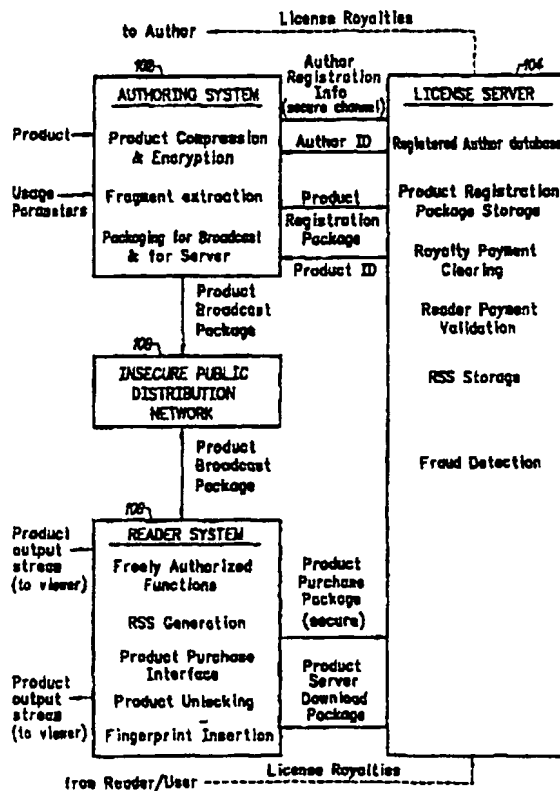 License Royalties
to Author
102
AUTHORING SYSTEM
Product Compression
& Encryption
Fragment extraction
Packaging for Broadcast
& for Server
Product
Usage
Parameters
Author
Registration
Info
(secure channel)
Author ID
Product
Registration
Package
Product ID
104
LICENSE SERVER
Registered Author database
Product Registration
Package Storage
Royalty Payment
Clearing
Reader Payment
Validation
RSS Storage
Fraud Detection
Product
Broadcast
Package
INSECURE PUBLIC
DISTRIBUTION
NETWORK
Product
Broadcast
Package
READER SYSTEM
Freely Authorized
Functions
RSS Generation
Product Purchase
Interface
Product Unlocking
Fingerprint Insertion
Product
output
stream
(to viewer)
Product
output
stream
(to viewer)
Product
Purchase
Package
(secure)
Product
Server
Download
Package
License Royalties
from Reader/User